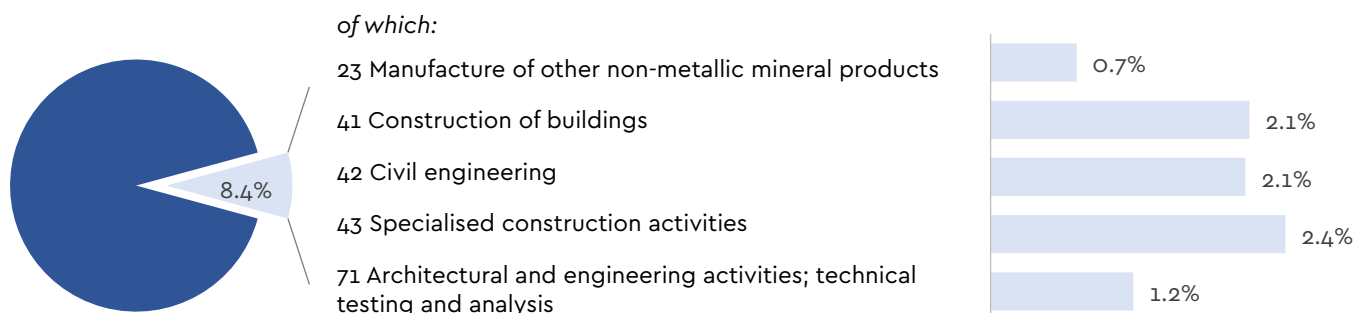 of which:
23 Manufacture of other non-metallic mineral products
0.7%
41 Construction of buildings
2.1%
42 Civil engineering
2.1%
8.4%
43 Specialised construction activities
2.4%
71 Architectural and engineering activities; technical
testing and analysis
1.2%